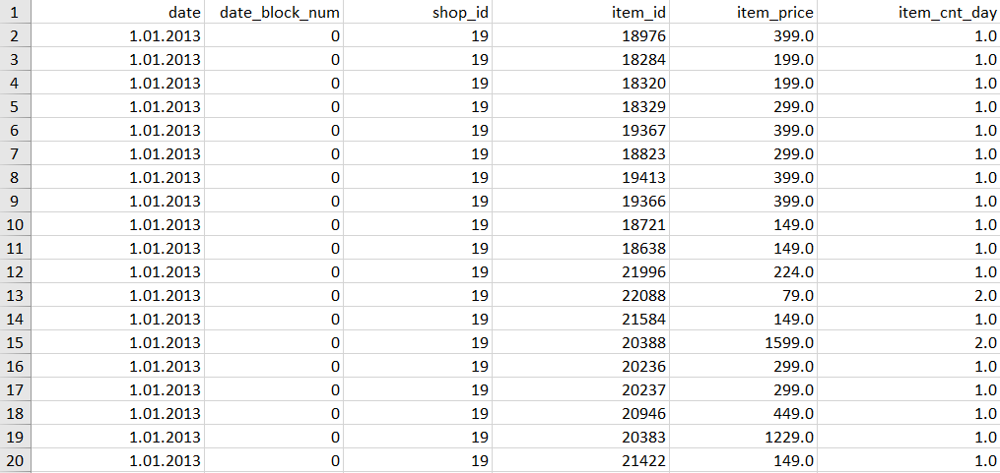 1 date date_block_num shop_id item_id item_price item_cnt_day
2 1.01.2013 0 19 18976 399.0 1.0
3 1.01.2013 0 19 18284 199.0 1.0
4 1.01.2013 0 19 18320 199.0 1.0
5 1.01.2013 0 19 18329 299.0 1.0
6 1.01.2013 0 19 19367 399.0 1.0
7 1.01.2013 0 19 18823 299.0 1.0
8 1.01.2013 0 19 19413 399.0 1.0
9 1.01.2013 0 19 19366 399.0 1.0
10 1.01.2013 0 19 18721 149.0 1.0
11 1.01.2013 0 19 18638 149.0 1.0
12 1.01.2013 0 19 21996 224.0 1.0
13 1.01.2013 0 19 22088 79.0 2.0
14 1.01.2013 0 19 21584 149.0 1.0
15 1.01.2013 0 19 20388 1599.0 2.0
16 1.01.2013 0 19 20236 299.0 1.0
17 1.01.2013 0 19 20237 299.0 1.0
18 1.01.2013 0 19 20946 449.0 1.0
19 1.01.2013 0 19 20383 1229.0 1.0
20 1.01.2013 0 19 21422 149.0 1.0